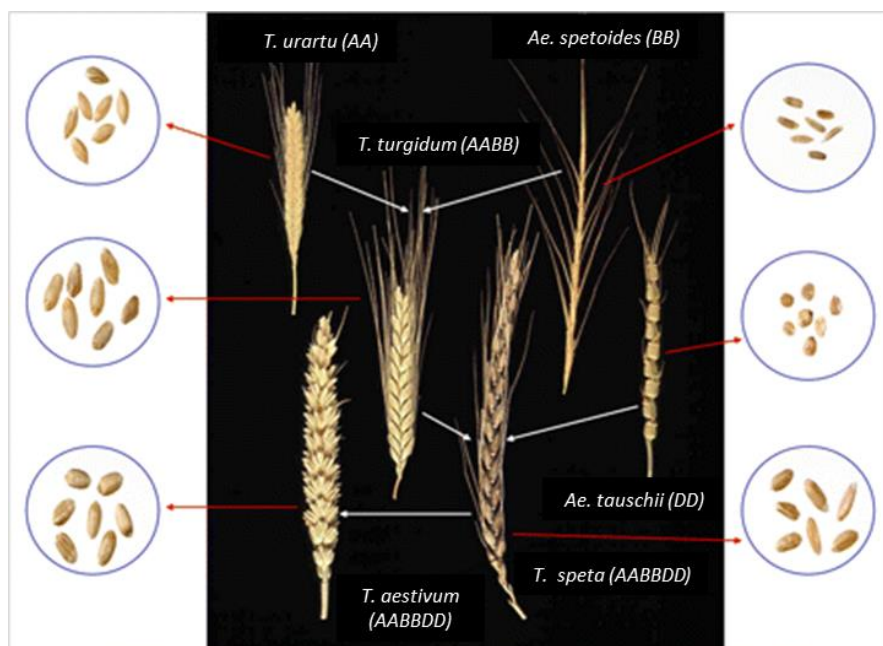 T. urartu (AA)
Ae. spetoides (BB)
T. turgidum (AABB)
Ae. tauschii (DD)
T. speta (AABBDD)
T. aestivum
(AABBDD)